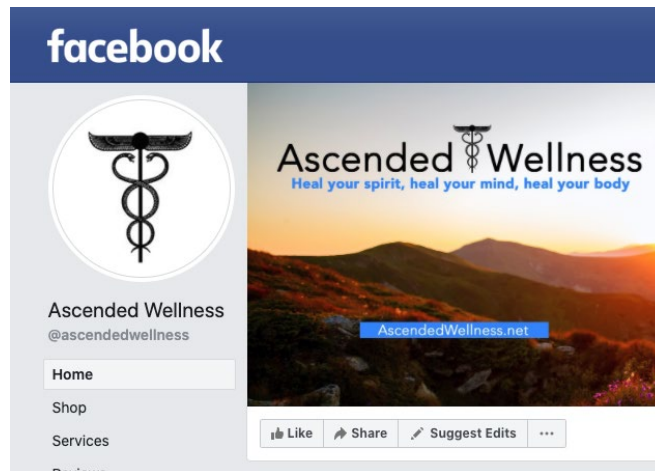 facebook
Ascended Wellness
Heal your spirit, heal your mind, heal your body
AscendedWellness.net
Ascended Wellness
@ascendedwellness
Home
Shop
Services
Reviews
Like
Share
Suggest Edits